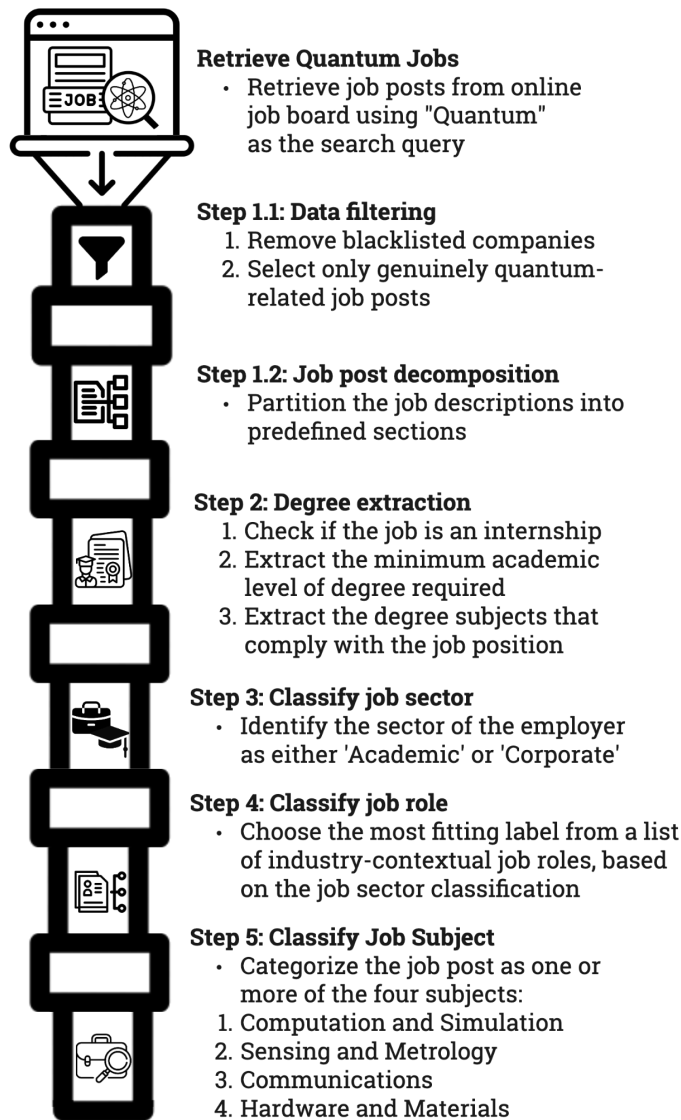 JOB
Retrieve Quantum Jobs
• Retrieve job posts from online
job board using "Quantum"
as the search query
Step 1.1: Data filtering
1. Remove blacklisted companies
2. Select only genuinely quantum-
related job posts
Step 1.2: Job post decomposition
• Partition the job descriptions into
predefined sections
Step 2: Degree extraction
1. Check if the job is an internship
2. Extract the minimum academic
level of degree required
3. Extract the degree subjects that
comply with the job position
Step 3: Classify job sector
• Identify the sector of the employer
as either 'Academic' or 'Corporate'
Step 4: Classify job role
• Choose the most fitting label from a list
of industry-contextual job roles, based
on the job sector classification
Step 5: Classify Job Subject
• Categorize the job post as one or
more of the four subjects:
1. Computation and Simulation
2. Sensing and Metrology
3. Communications
4. Hardware and Materials